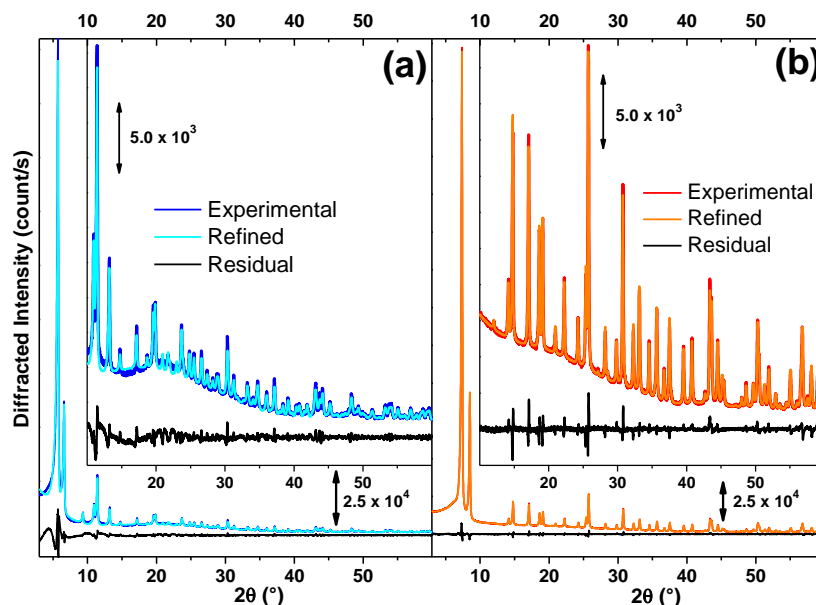 10 20 30 40 50 10 20 30 40 50
(a) (b)
5.0 x 10³
5.0 x 10³
Experimental
Refined
Residual
Experimental
Refined
Residual
Diffracted Intensity (count/s)
10 20 30 40 50
2.5 x 10⁴
10 20 30 40 50
2.5 x 10⁴
10 20 30 40 50 10 20 30 40 50
2θ (°) 2θ (°)